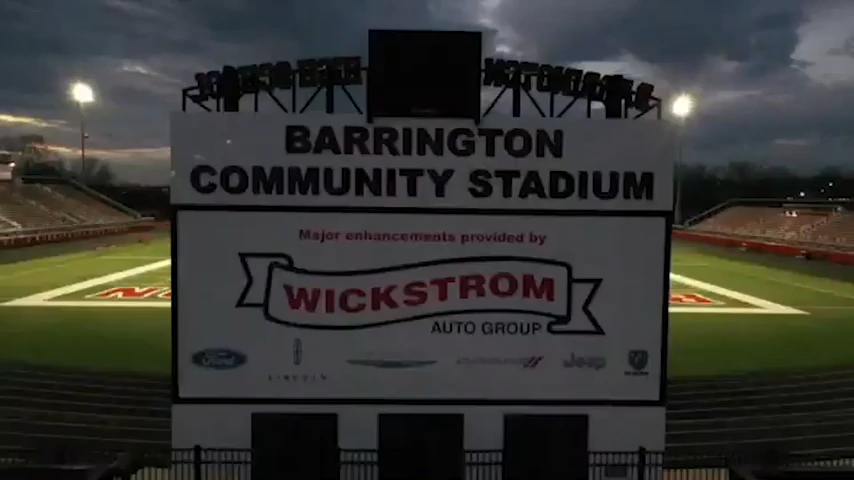 BARRINGTON
COMMUNITY STADIUM
Major enhancements provided by
WICKSTROM
AUTO GROUP
Ford
LINCOLN
Jeep